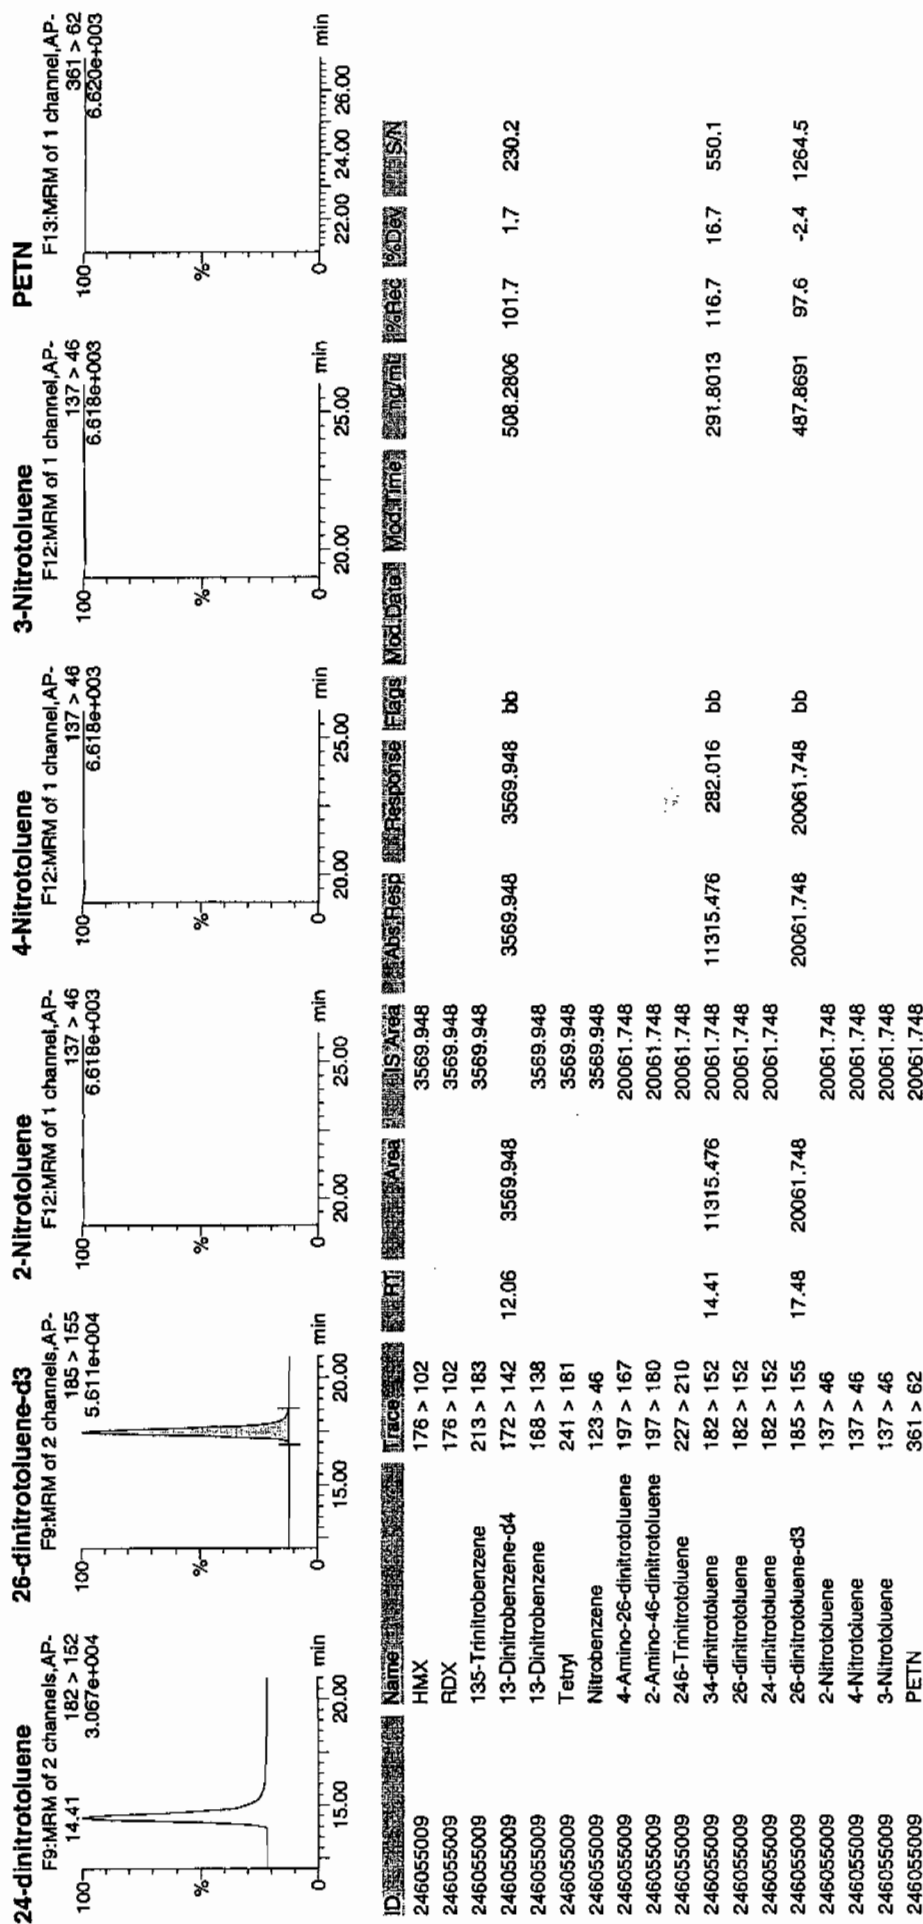 24-dinitrotoluene
F9:MRM of 2 channels,AP-
14.41 182 > 152
3.067e+004
100
%
0
15.00 20.00 min
26-dinitrotoluene-d3
F9:MRM of 2 channels,AP-
185 > 155
5.611e+004
100
%
0
15.00 20.00 min
2-Nitrotoluene
F12:MRM of 1 channel,AP-
137 > 46
6.618e+003
100
%
0
20.00 25.00 min
4-Nitrotoluene
F12:MRM of 1 channel,AP-
137 > 46
6.618e+003
100
%
0
20.00 25.00 min
3-Nitrotoluene
F12:MRM of 1 channel,AP-
137 > 46
6.618e+003
100
%
0
20.00 25.00 min
PETN
F13:MRM of 1 channel,AP-
361 > 62
6.620e+003
100
%
0
22.00 24.00 26.00 min
ID Name Trace RT Area IS Area Abs.Resp Response Flags Mod.Date Mod.Time ng/mL %Rec %Dev S/N
246055009 HMX 176 > 102 3569.948
246055009 RDX 176 > 102 3569.948
246055009 135-Trinitrobenzene 213 > 183 3569.948
246055009 13-Dinitrobenzene-d4 172 > 142 12.06 3569.948 3569.948 3569.948 bb 508.2806 101.7 1.7 230.2
246055009 13-Dinitrobenzene 168 > 138 3569.948
246055009 Tetryl 241 > 181 3569.948
246055009 Nitrobenzene 123 > 46 3569.948
246055009 4-Amino-26-dinitrotoluene 197 > 167 20061.748
246055009 2-Amino-46-dinitrotoluene 197 > 180 20061.748
246055009 246-Trinitrotoluene 227 > 210 20061.748
246055009 34-dinitrotoluene 182 > 152 14.41 11315.476 20061.748 11315.476 282.016 bb 291.8013 116.7 16.7 550.1
246055009 26-dinitrotoluene 182 > 152 20061.748
246055009 24-dinitrotoluene 182 > 152 20061.748
246055009 26-dinitrotoluene-d3 185 > 155 17.48 20061.748 20061.748 20061.748 bb 487.8691 97.6 -2.4 1264.5
246055009 2-Nitrotoluene 137 > 46 20061.748
246055009 4-Nitrotoluene 137 > 46 20061.748
246055009 3-Nitrotoluene 137 > 46 20061.748
246055009 PETN 361 > 62 20061.748